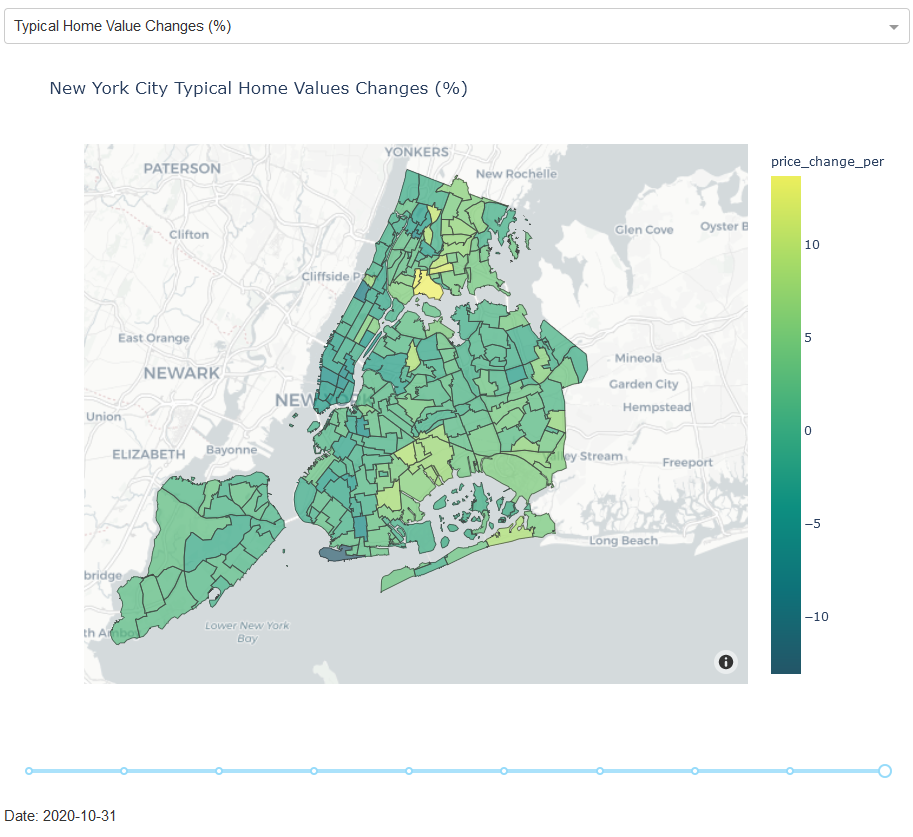 Typical Home Value Changes (%)
New York City Typical Home Values Changes (%)
YONKERS
PATERSON
New Rochelle
price_change_per
Glen Cove
Oyster B
Clifton
10
Cliffside P
East Orange
5
Mineola
NEWARK
Garden City
NEW
Hempstead
Union
0
ELIZABETH
Bayonne
ey Stream
Freeport
−5
Long Beach
bridge
−10
Lower New York
Bay
th Ambo
Date: 2020-10-31